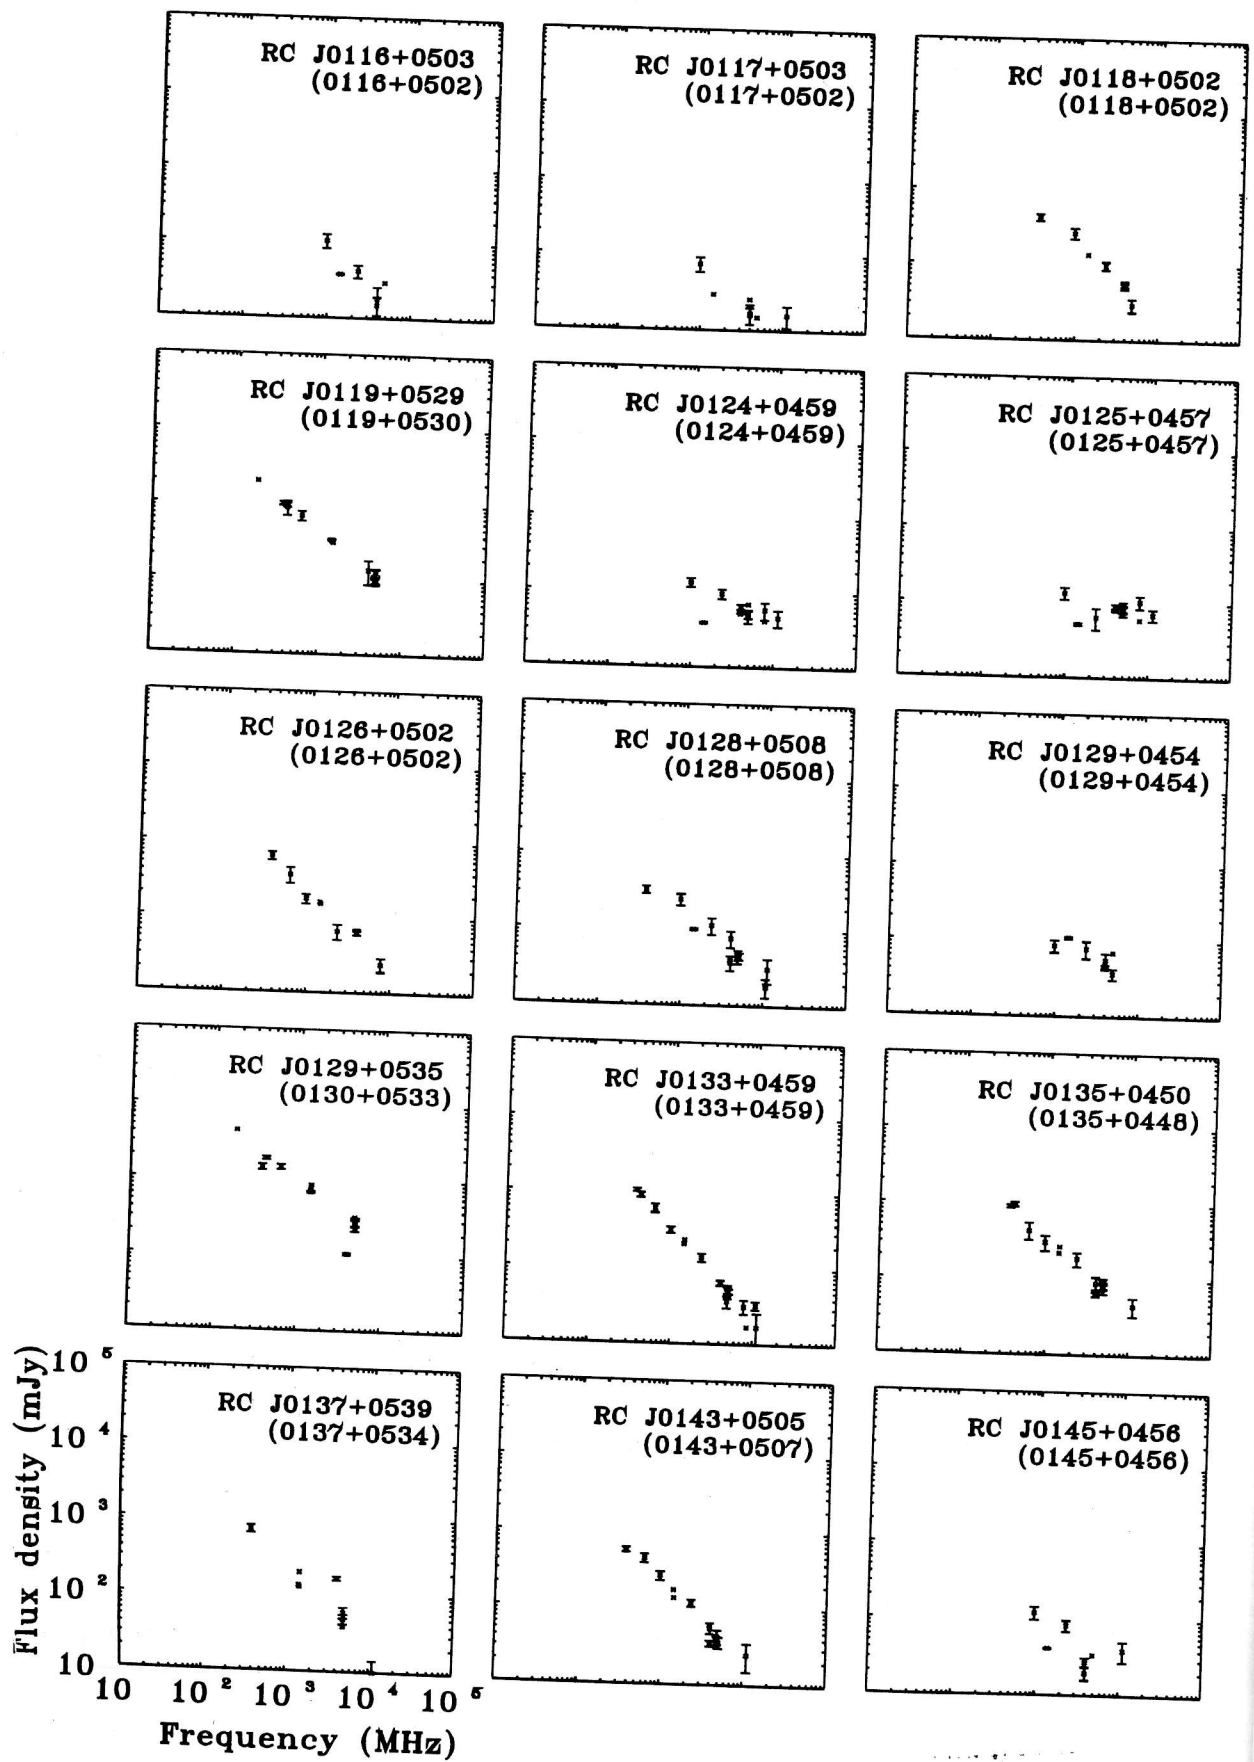 RC J0116+0503
(0116+0502)
RC J0117+0503
(0117+0502)
RC J0118+0502
(0118+0502)
RC J0119+0529
(0119+0530)
RC J0124+0459
(0124+0459)
RC J0125+0457
(0125+0457)
RC J0126+0502
(0126+0502)
RC J0128+0508
(0128+0508)
RC J0129+0454
(0129+0454)
RC J0129+0535
(0130+0533)
RC J0133+0459
(0133+0459)
RC J0135+0450
(0135+0448)
RC J0137+0539
(0137+0534)
RC J0143+0505
(0143+0507)
RC J0145+0456
(0145+0456)
Flux density (mJy)
10 5
10 4
10 3
10 2
10
10 10 2 10 3 10 4 10 5
Frequency (MHz)